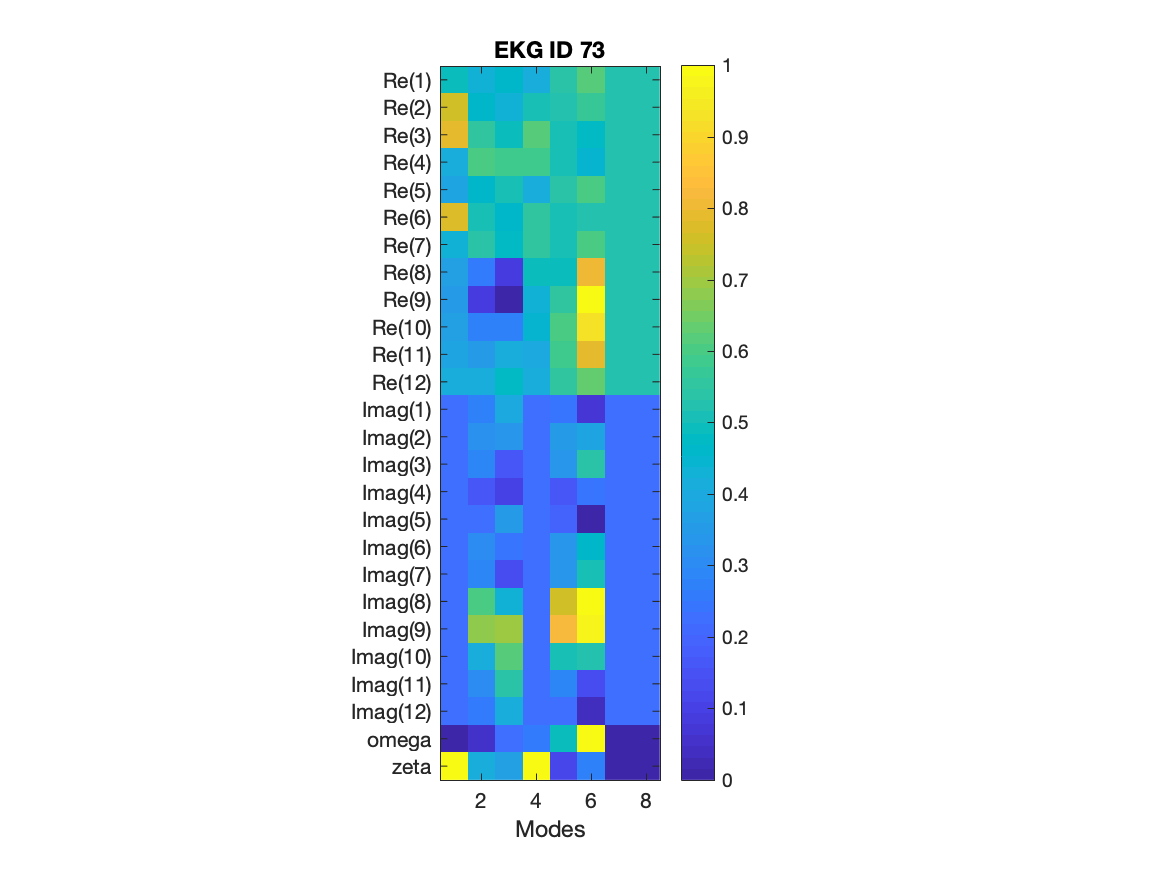 EKG ID 73
Re(1)
Re(2)
Re(3)
Re(4)
Re(5)
Re(6)
Re(7)
Re(8)
Re(9)
Re(10)
Re(11)
Re(12)
Imag(1)
Imag(2)
Imag(3)
Imag(4)
Imag(5)
Imag(6)
Imag(7)
Imag(8)
Imag(9)
Imag(10)
Imag(11)
Imag(12)
omega
zeta
2 4 6 8
Modes
1
0.9
0.8
0.7
0.6
0.5
0.4
0.3
0.2
0.1
0